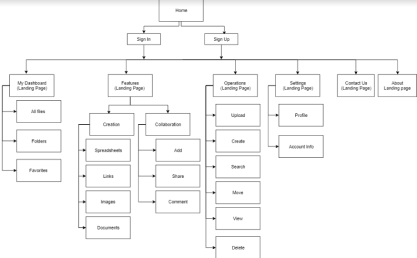 Home
Sign In
Sign Up
My Dashboard
(Landing Page)
Features
(Landing Page)
Operations
(Landing Page)
Settings
(Landing Page)
Contact Us
(Landing Page)
About
Landing page)
All files
Folders
Favorites
Creation
Collaboration
Spreadsheets
Links
Images
Documents
Add
Share
Comment
Upload
Create
Search
Move
View
Delete
Profile
Account Info